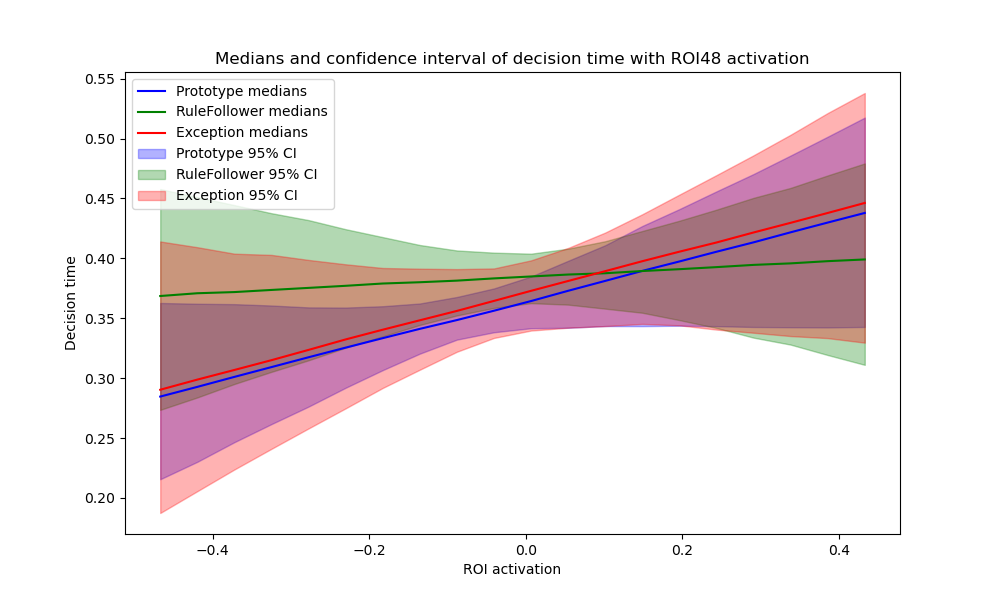 Medians and confidence interval of decision time with ROI48 activation
Prototype medians
RuleFollower medians
Exception medians
Prototype 95% CI
RuleFollower 95% CI
Exception 95% CI
0.55
0.50
0.45
0.40
0.35
0.30
0.25
0.20
Decision time
−0.4
−0.2
0.0
0.2
0.4
ROI activation